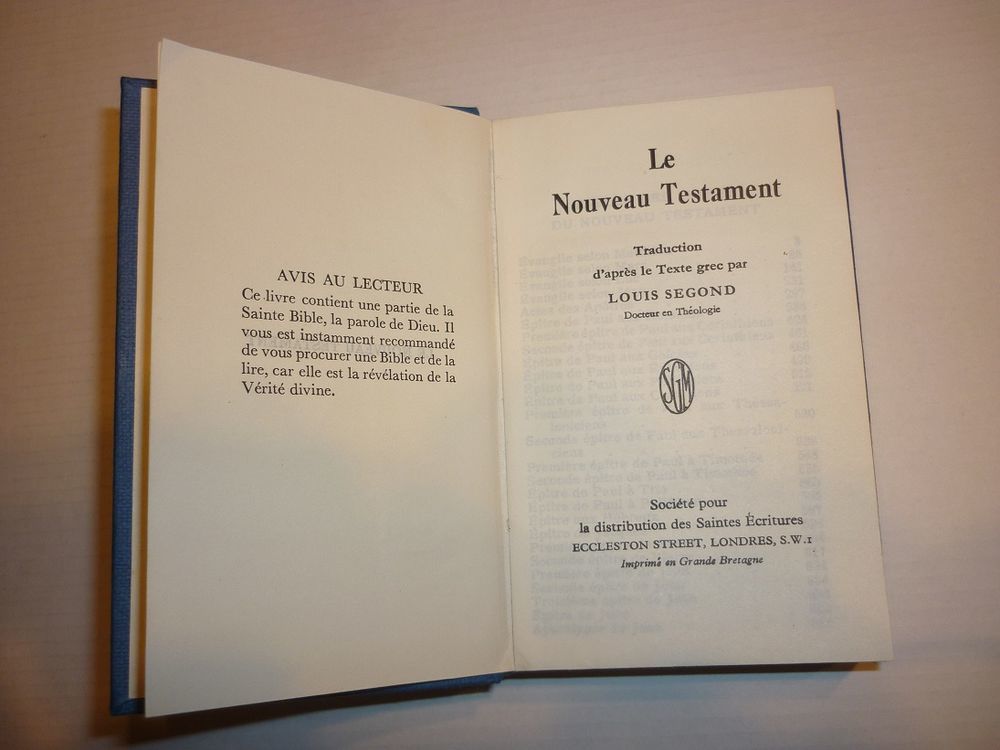 AVIS AU LECTEUR
Ce livre contient une partie de la
Sainte Bible, la parole de Dieu. Il
vous est instamment recommandé
de vous procurer une Bible et de la
lire, car elle est la révélation de la
Vérité divine.
Le
Nouveau Testament
Traduction
d'après le Texte grec par
LOUIS SEGOND
Docteur en Théologie
SGM
Société pour
la distribution des Saintes Écritures
ECCLESTON STREET, LONDRES, S.W.1
Imprimé en Grande Bretagne